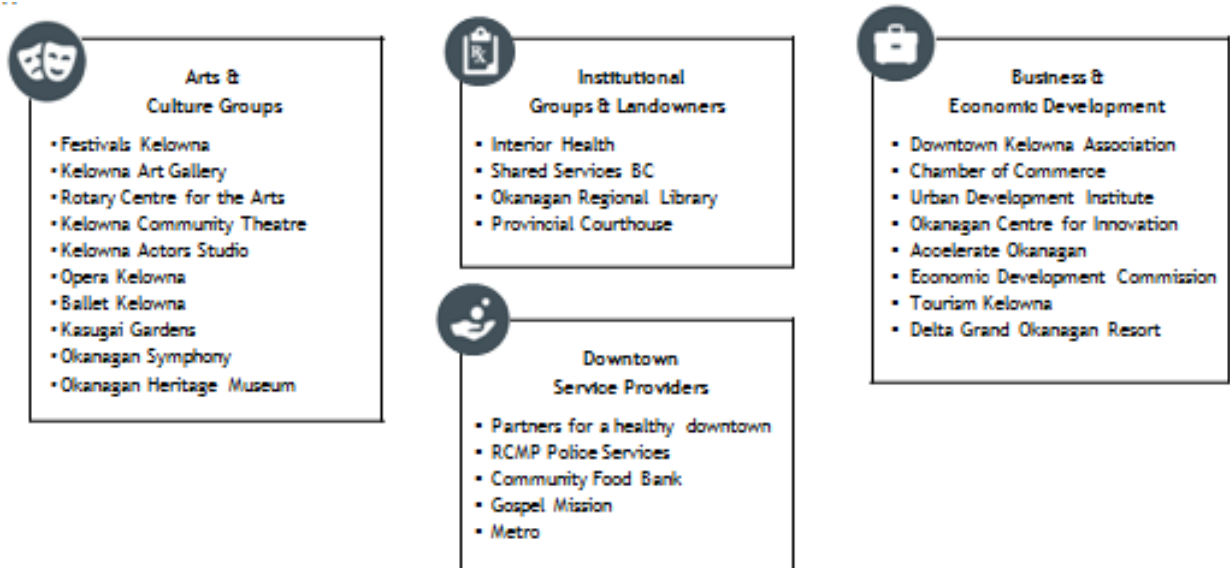 Arts &
Culture Groups
• Festivals Kelowna
• Kelowna Art Gallery
• Rotary Centre for the Arts
• Kelowna Community Theatre
• Kelowna Actors Studio
• Opera Kelowna
• Ballet Kelowna
• Kasugai Gardens
• Okanagan Symphony
• Okanagan Heritage Museum
Rx
Institutional
Groups & Landowners
▪ Interior Health
▪ Shared Services BC
▪ Okanagan Regional Library
▪ Provincial Courthouse
Downtown
Service Providers
▪ Partners for a healthy downtown
▪ RCMP Police Services
▪ Community Food Bank
▪ Gospel Mission
▪ Metro
Business &
Economic Development
▪ Downtown Kelowna Association
▪ Chamber of Commerce
▪ Urban Development Institute
▪ Okanagan Centre for Innovation
▪ Accelerate Okanagan
▪ Economic Development Commission
▪ Tourism Kelowna
▪ Delta Grand Okanagan Resort